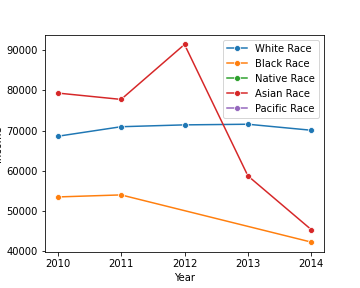 90000
80000
70000
60000
50000
40000
2010 2011 2012 2013 2014
Year
White Race
Black Race
Native Race
Asian Race
Pacific Race